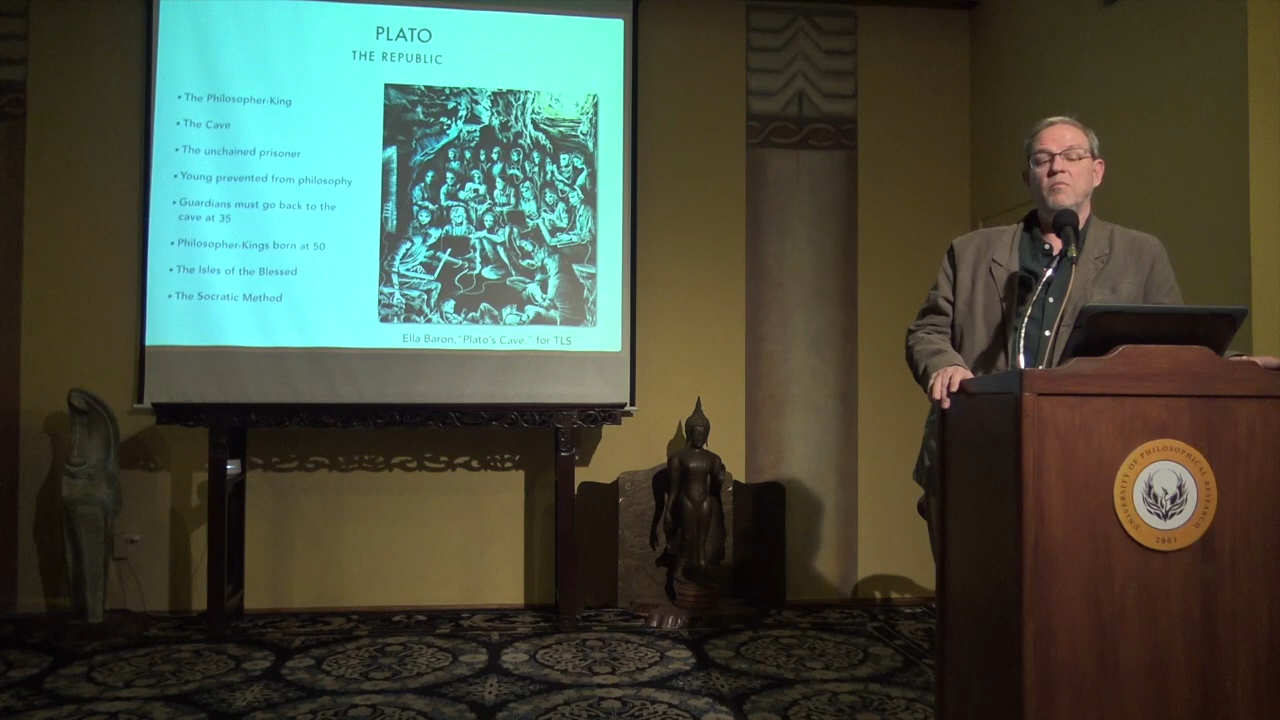 PLATO
THE REPUBLIC
• The Philosopher-King
• The Cave
• The unchained prisoner
• Young prevented from philosophy
• Guardians must go back to the
cave at 35
• Philosopher-Kings born at 50
• The Isles of the Blessed
• The Socratic Method
Ella Baron, "Plato's Cave," for TLS
UNIVERSITY OF PHILOSOPHICAL RESEARCH
2001